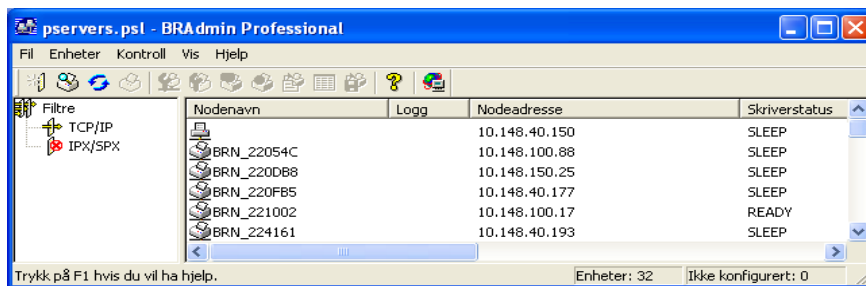 pservers.psl - BRAdmin Professional
Fil Enheter Kontroll Vis Hjelp
Filtre
TCP/IP
IPX/SPX
Nodenavn Logg Nodeadresse Skriverstatus
10.148.40.150 SLEEP
BRN_22054C 10.148.100.88 SLEEP
BRN_220DB8 10.148.150.25 SLEEP
BRN_220FB5 10.148.40.177 SLEEP
BRN_221002 10.148.100.17 READY
BRN_224161 10.148.40.193 SLEEP
Trykk på F1 hvis du vil ha hjelp. Enheter: 32 Ikke konfigurert: 0